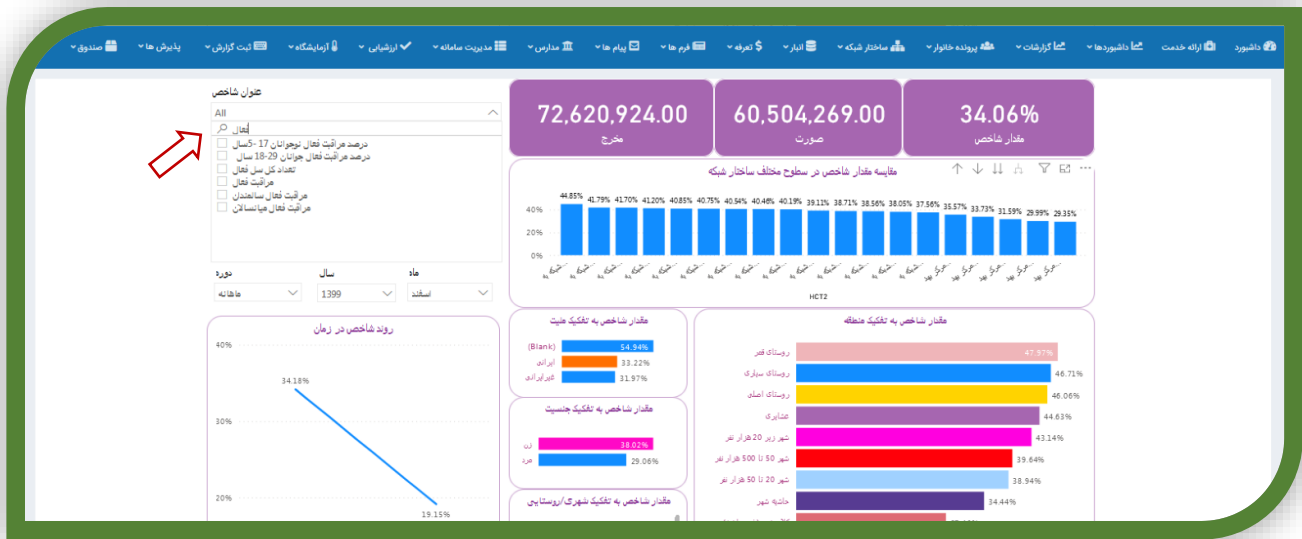 داشبورد
ارائه خدمت
داشبوردها
گزارشات
پرونده خانوار
ساختار شبکه
انبار
تعرفه
فرم ها
پیام ها
مدارس
مدیریت سامانه
ارزشیابی
آزمایشگاه
ثبت گزارش
پذیرش ها
صندوق
عنوان شاخص
All
فعال
درصد مراقبت فعال نوجوانان 17 -5سال
درصد مراقبت فعال جوانان 29-18 سال
تعداد کل سل فعال
مراقبت فعال
مراقبت فعال سالمندان
مراقبت فعال میانسالان
دوره
سال
ماه
ماهانه
1399
اسفند
72,620,924.00
مخرج
60,504,269.00
صورت
34.06%
مقدار شاخص
مقایسه مقدار شاخص در سطوح مختلف ساختار شبکه
44.85% 41.79% 41.70% 41.20% 40.85% 40.75% 40.54% 40.46% 40.19% 39.11% 38.71% 38.56% 38.05% 37.56% 35.57% 33.73% 31.59% 29.99% 29.35%
40%
20%
0%
HCT2
روند شاخص در زمان
40%
34.18%
30%
20%
19.15%
مقدار شاخص به تفکیک ملیت
(Blank) 54.94%
ایرانی 33.22%
غیرایرانی 31.97%
مقدار شاخص به تفکیک جنسیت
زن 38.02%
مرد 29.06%
مقدار شاخص به تفکیک شهری/روستایی
مقدار شاخص به تفکیک منطقه
روستای قمر 47.97%
روستای سیاری 46.71%
روستای اصلی 46.06%
عشایری 44.63%
شهر زیر 20 هزار نفر 43.14%
شهر 50 تا 500 هزار نفر 39.64%
شهر 20 تا 50 هزار نفر 38.94%
حاشیه شهر 34.44%